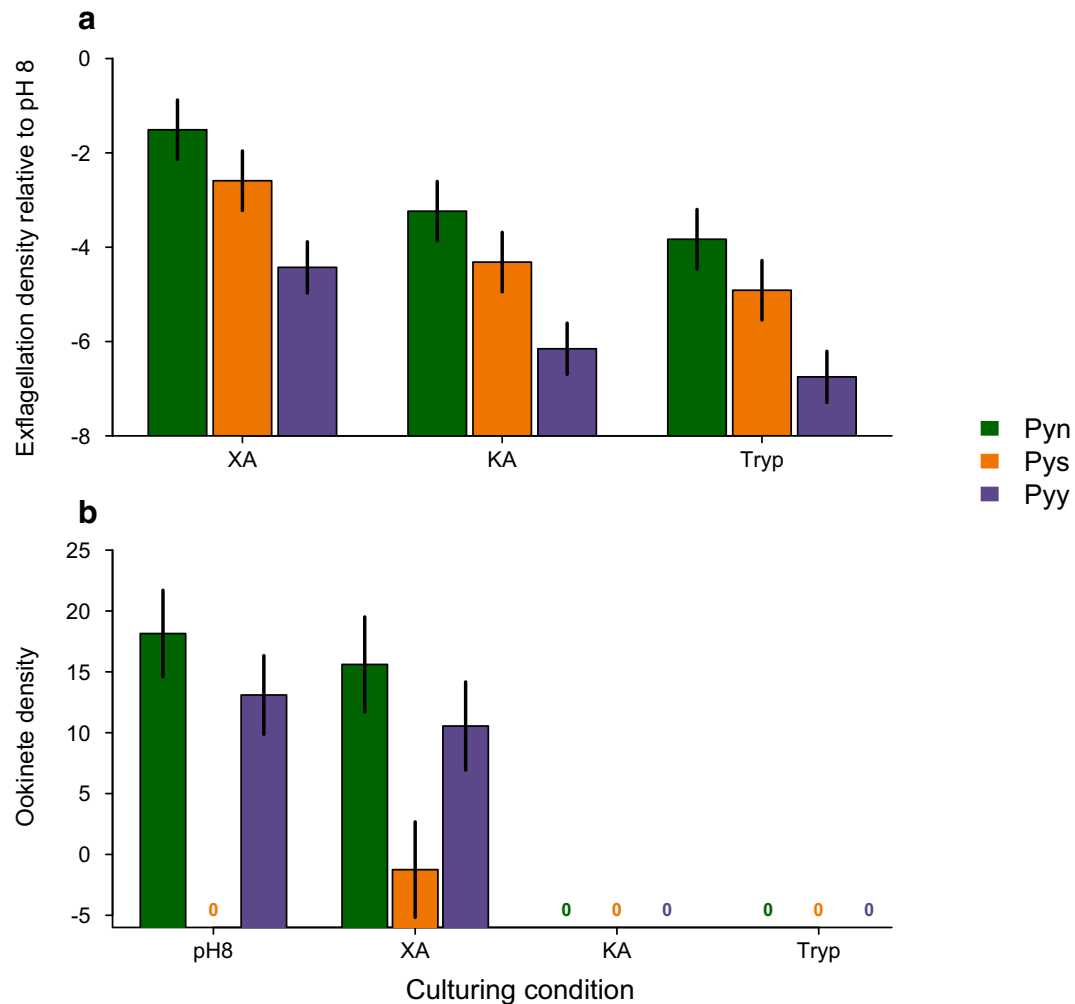 a
Exflagellation density relative to pH 8
0
-2
-4
-6
-8
XA KA Tryp
Pyn
Pys
Pyy
b
Ookinete density
25
20
15
10
5
0
-5
0 0 0 0 0 0 0
pH8 XA KA Tryp
Culturing condition